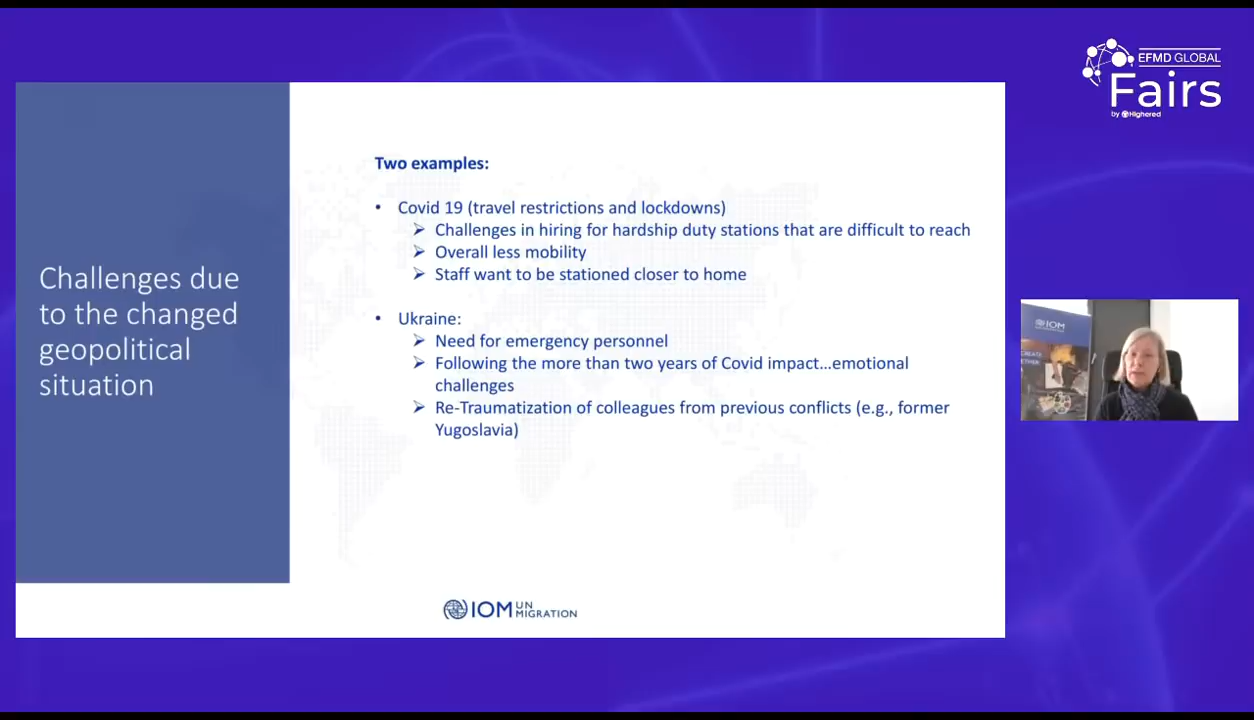 EFMD GLOBAL
Fairs
by Highered
Challenges due
to the changed
geopolitical
situation
Two examples:
• Covid 19 (travel restrictions and lockdowns)
➢ Challenges in hiring for hardship duty stations that are difficult to reach
➢ Overall less mobility
➢ Staff want to be stationed closer to home
• Ukraine:
➢ Need for emergency personnel
➢ Following the more than two years of Covid impact...emotional
challenges
➢ Re-Traumatization of colleagues from previous conflicts (e.g., former
Yugoslavia)
IOM UN
MIGRATION
IOM